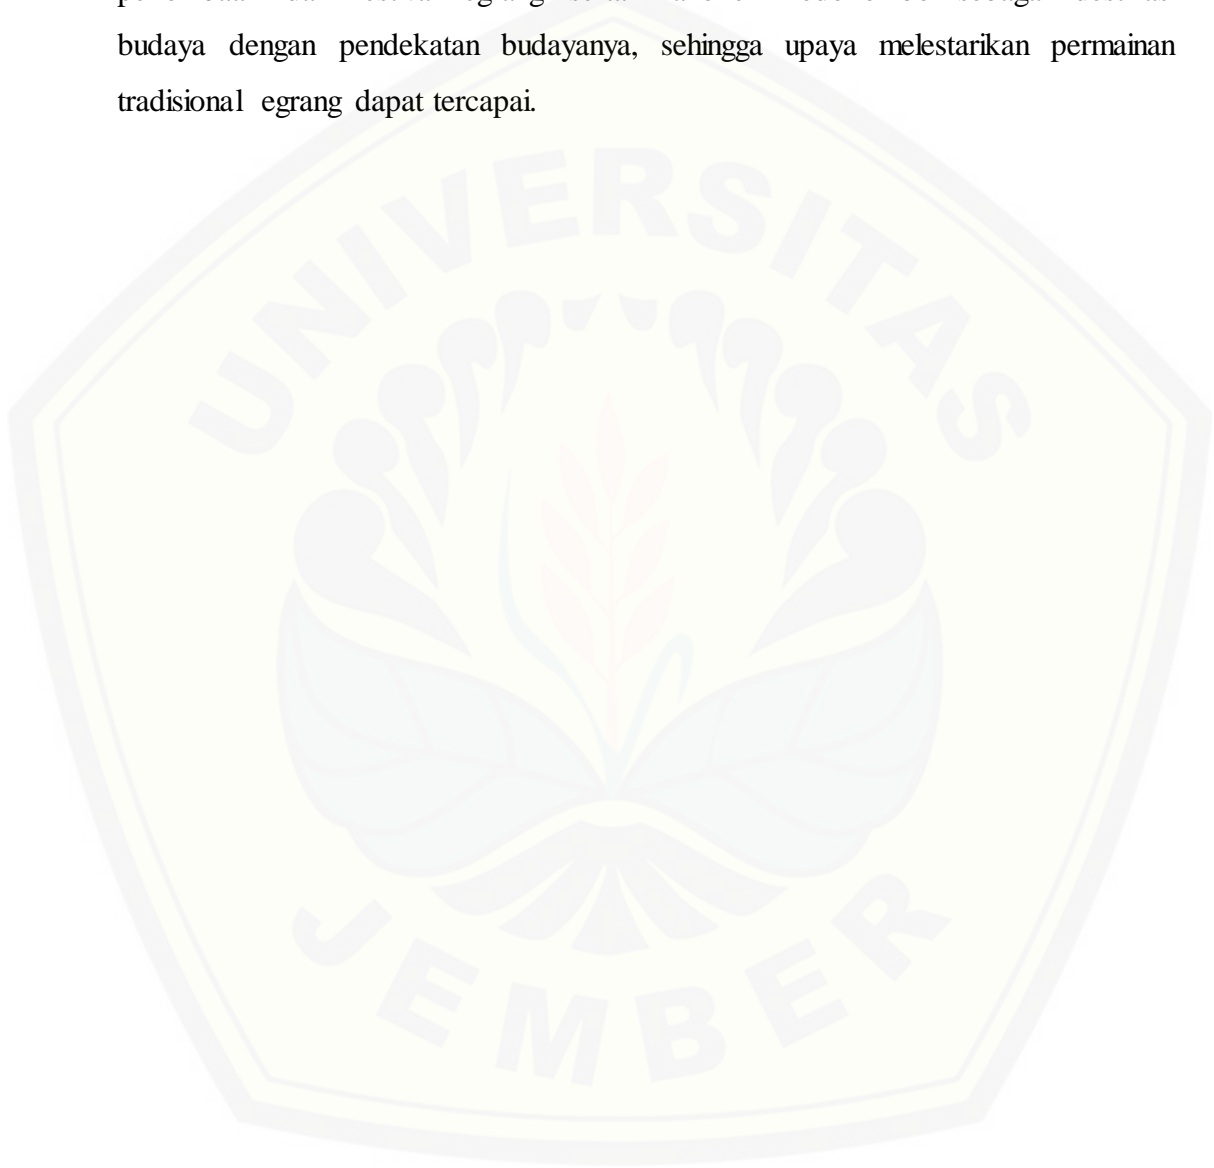 budaya dengan pendekatan budayanya, sehingga upaya melestarikan permainan
tradisional egrang dapat tercapai.
UNIVERSITAS
JEMBER